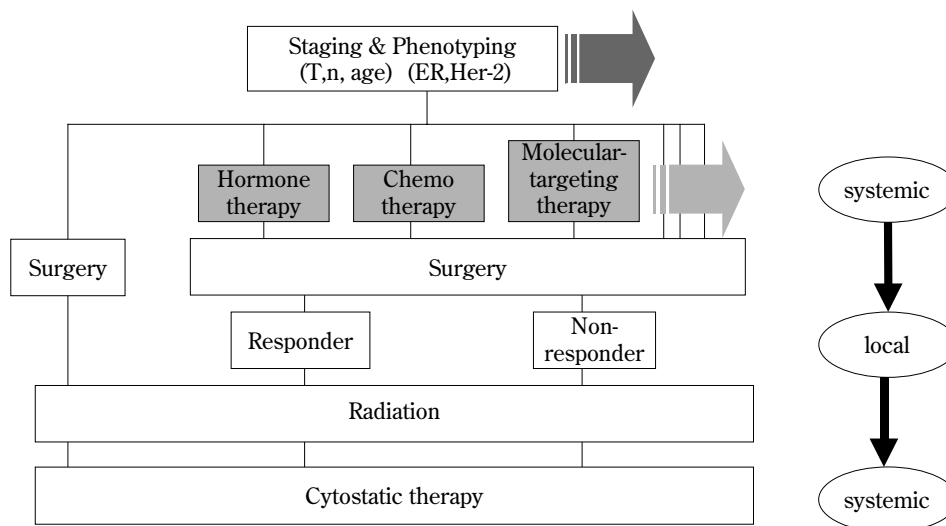 Staging & Phenotyping
(T,n, age) (ER,Her-2)
Hormone
therapy
Chemo
therapy
Molecular-
targeting
therapy
systemic
Surgery
Surgery
Responder
Non-
responder
local
Radiation
Cytostatic therapy
systemic